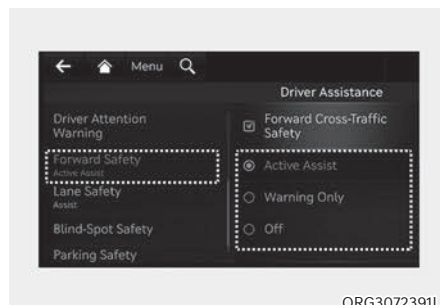 Menu
Driver Assistance
Driver Attention
Warning
Forward Safety
Active Assist
Lane Safety
Assist
Blind-Spot Safety
Parking Safety
Forward Cross-Traffic
Safety
Active Assist
Warning Only
Off
ORG3072391L